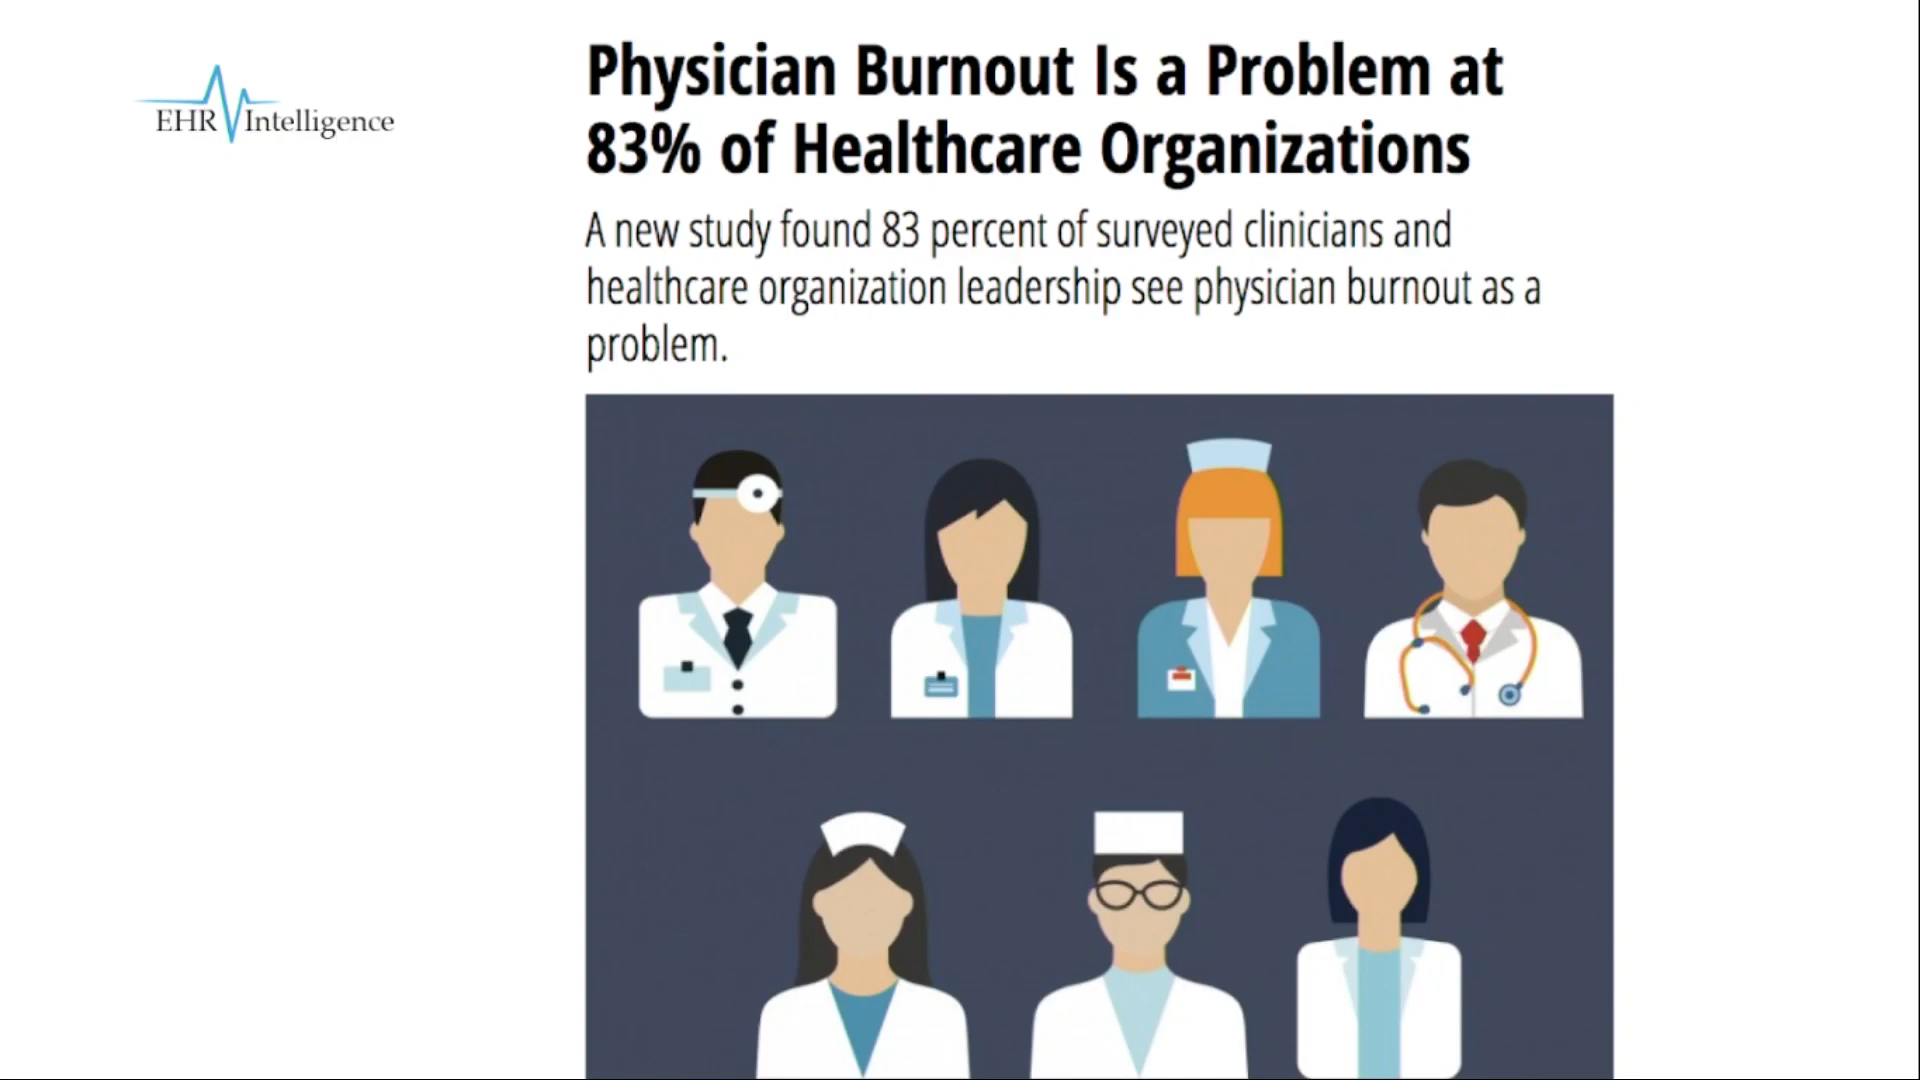 EHR Intelligence
Physician Burnout Is a Problem at
83% of Healthcare Organizations
A new study found 83 percent of surveyed clinicians and
healthcare organization leadership see physician burnout as a
problem.